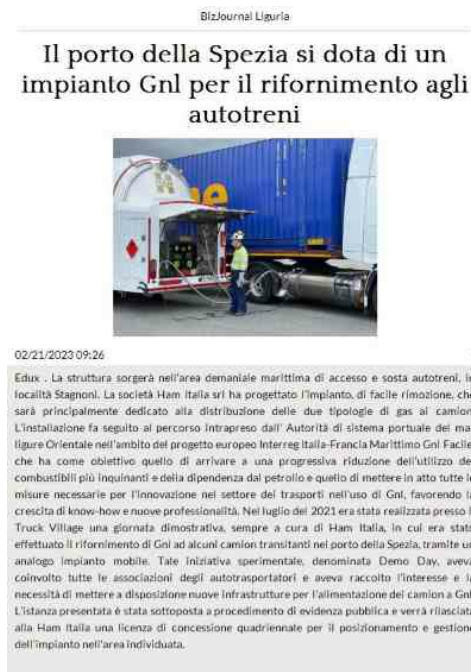 BizJournal Liguria
Il porto della Spezia si dota di un
impianto Gnl per il rifornimento agli
autotreni
02/21/2023 09:26
Edux . La struttura sorgerà nell'area demaniale marittima di accesso e sosta autotreni, in
località Stagnoni. La società Ham Italia srl ha progettato l'impianto, di facile rimozione, che
sarà principalmente dedicato alla distribuzione delle due tipologie di gas ai camion
L'installazione fa seguito al percorso intrapreso dall' Autorità di sistema portuale del mar
ligure Orientale nell'ambito del progetto europeo Interreg Italia-Francia Marittimo Gnl Facile
che ha come obiettivo quello di arrivare a una progressiva riduzione dell'utilizzo dei
combustibili più inquinanti e della dipendenza dal petrolio e quello di mettere in atto tutte le
misure necessarie per l'innovazione nel settore dei trasporti nell'uso di Gnl, favorendo la
crescita di know-how e nuove professionalità. Nel luglio del 2021 era stata realizzata presso il
Truck Village una giornata dimostrativa, sempre a cura di Ham Italia, in cui era stato
effettuato il rifornimento di Gnl ad alcuni camion transitanti nel porto della Spezia, tramite un
analogo impianto mobile. Tale iniziativa sperimentale, denominata Demo Day, aveva
coinvolto tutte le associazioni degli autotrasportatori e aveva raccolto l'interesse e la
necessità di mettere a disposizione nuove infrastrutture per l'alimentazione dei camion a Gnl
L'istanza presentata è stata sottoposta a procedimento di evidenza pubblica e verrà rilasciata
alla Ham Italia una licenza di concessione quadriennale per il posizionamento e gestione
dell'impianto nell'area individuata.